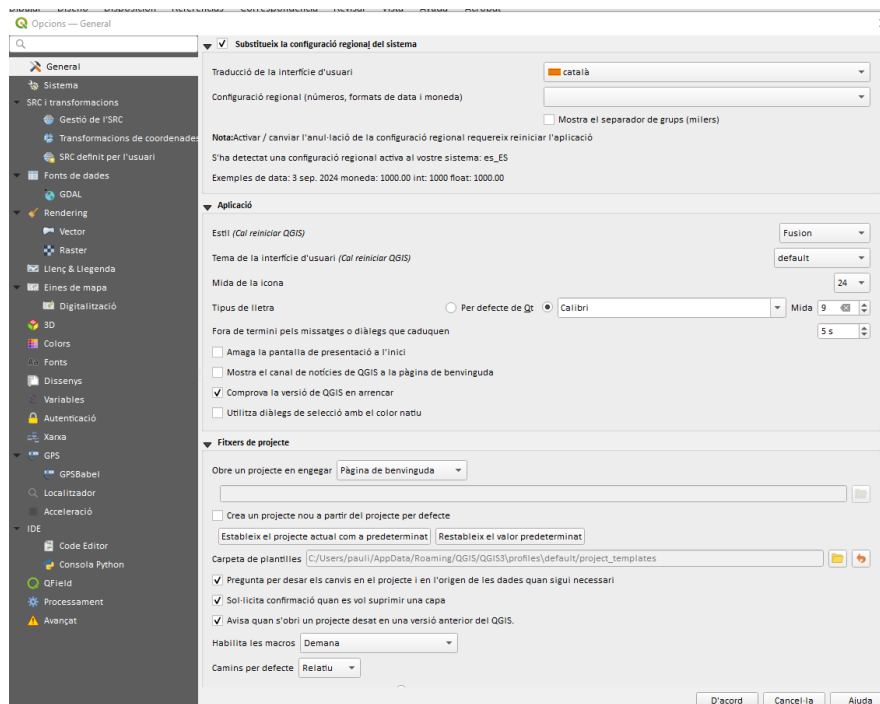 Dibujar Diseño Disposición Referencias Correspondencia Revisar Vista Ayuda Acrobat
Opcions — General
Substitueix la configuració regional del sistema
General
Traducció de la interfície d'usuari
català
Sistema
SRC i transformacions
Configuració regional (números, formats de data i moneda)
Gestió de l'SRC
Mostra el separador de grups (milers)
Transformacions de coordenades
Nota:Activar / canviar l'anul·lació de la configuració regional requereix reiniciar l'aplicació
SRC definit per l'usuari
S'ha detectat una configuració regional activa al vostre sistema: es_ES
Fonts de dades
Exemples de data: 3 sep. 2024 moneda: 1000.00 int: 1000 float: 1000.00
GDAL
Rendering
Aplicació
Vector
Estil (Cal reiniciar QGIS)
Fusion
Raster
Tema de la interfície d'usuari (Cal reiniciar QGIS)
default
Llenç & Llegenda
Mida de la icona
24
Eines de mapa
Digitalització
Tipus de lletra
Per defecte de Qt
Calibri
Mida
9
3D
Fora de termini pels missatges o diàlegs que caduquen
5 s
Colors
Amaga la pantalla de presentació a l'inici
Fonts
Mostra el canal de notícies de QGIS a la pàgina de benvinguda
Dissenys
Comprova la versió de QGIS en arrencar
Variables
Utilitza diàlegs de selecció amb el color natiu
Autenticació
Xarxa
Fitxers de projecte
GPS
Obre un projecte en engegar
Pàgina de benvinguda
GPSBabel
Localitzador
Acceleració
Crea un projecte nou a partir del projecte per defecte
IDE
Estableix el projecte actual com a predeterminat
Restableix el valor predeterminat
Code Editor
Carpeta de plantilles
C:/Users/pauli/AppData/Roaming/QGIS/QGIS3\profiles\default/project_templates
Consola Python
Pregunta per desar els canvis en el projecte i en l'origen de les dades quan sigui necessari
QField
Processament
Sol·licita confirmació quan es vol suprimir una capa
Avançat
Avisa quan s'obri un projecte desat en una versió anterior del QGIS.
Habilita les macros
Demana
Camins per defecte
Relatiu
D'acord
Cancel·la
Ajuda